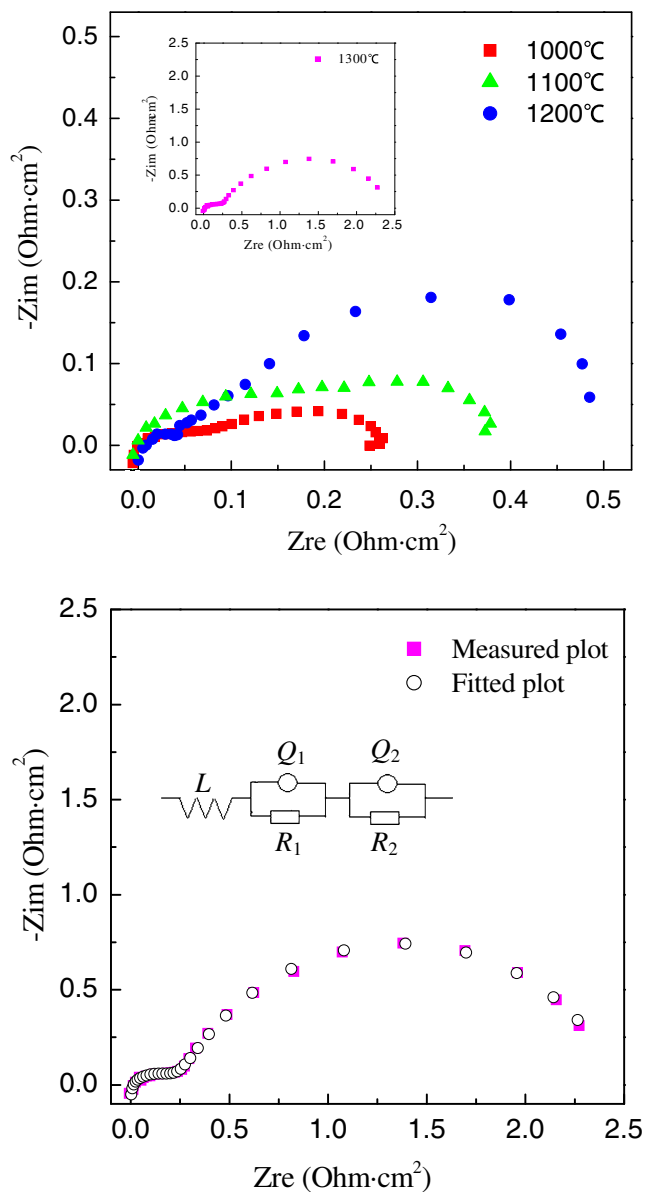 0.5
0.4
0.3
0.2
0.1
0.0
-Zim (Ohm·cm²)
0.0 0.1 0.2 0.3 0.4 0.5
Zre (Ohm·cm²)
1000℃
1100℃
1200℃
2.5
2.0
1.5
1.0
0.5
0.0
-Zim (Ohm·cm²)
0.0 0.5 1.0 1.5 2.0 2.5
Zre (Ohm·cm²)
1300℃
2.5
2.0
1.5
1.0
0.5
0.0
-Zim (Ohm·cm²)
Measured plot
Fitted plot
Q₁ Q₂
L
R₁ R₂
0.0 0.5 1.0 1.5 2.0 2.5
Zre (Ohm·cm²)